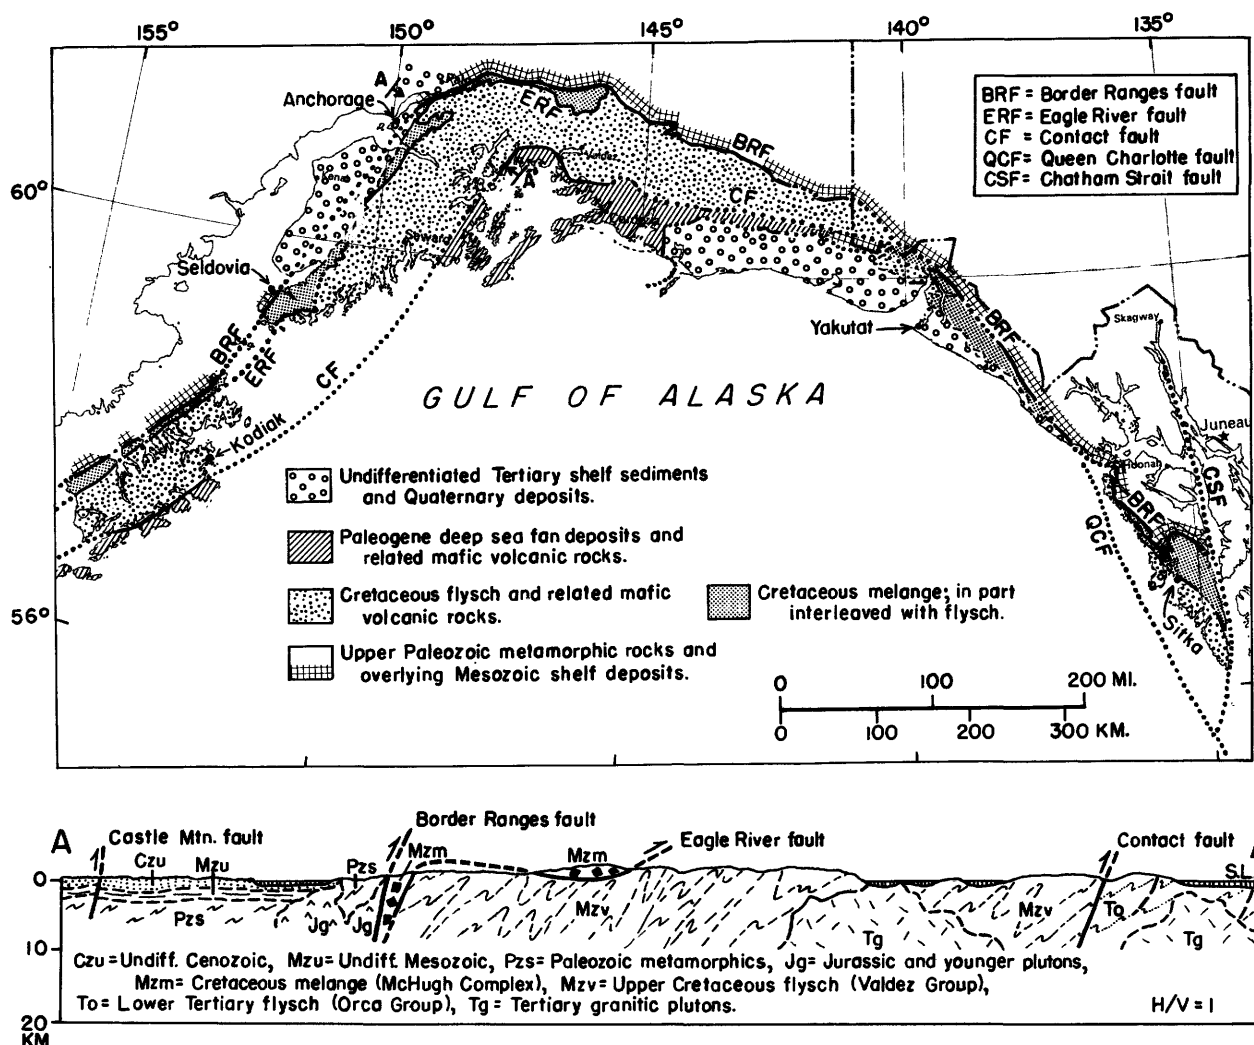 155°
150°
145°
140°
135°
60°
56°
BRF = Border Ranges fault
ERF = Eagle River fault
CF = Contact fault
QCF = Queen Charlotte fault
CSF = Chatham Strait fault
A
Anchorage
ERF
BRF
Valdez
A
Kenai
CF
Cordova
Seward
Seldovia
Yakutat
BRF
Skagway
BRF
ERF
CF
GULF OF ALASKA
Juneau
Kodiak
Hoonah
CSF
BRF
QCF
Sitka
Undifferentiated Tertiary shelf sediments
and Quaternary deposits.
Paleogene deep sea fan deposits and
related mafic volcanic rocks.
Cretaceous flysch and related mafic
volcanic rocks.
Cretaceous melange; in part
interleaved with flysch.
Upper Paleozoic metamorphic rocks and
overlying Mesozoic shelf deposits.
0 100 200 MI.
0 100 200 300 KM.
A
Castle Mtn. fault
Border Ranges fault
Eagle River fault
Contact fault
Czu Mzu Pzs Mzm Mzm
S.L.
0
Pzs Jg Jg Mzv Tg Mzv To Tg
10
Czu = Undiff. Cenozoic, Mzu = Undiff. Mesozoic, Pzs = Paleozoic metamorphics, Jg = Jurassic and younger plutons,
Mzm = Cretaceous melange (McHugh Complex), Mzv = Upper Cretaceous flysch (Valdez Group),
To = Lower Tertiary flysch (Orca Group), Tg = Tertiary granitic plutons.
H/V = 1
20
KM